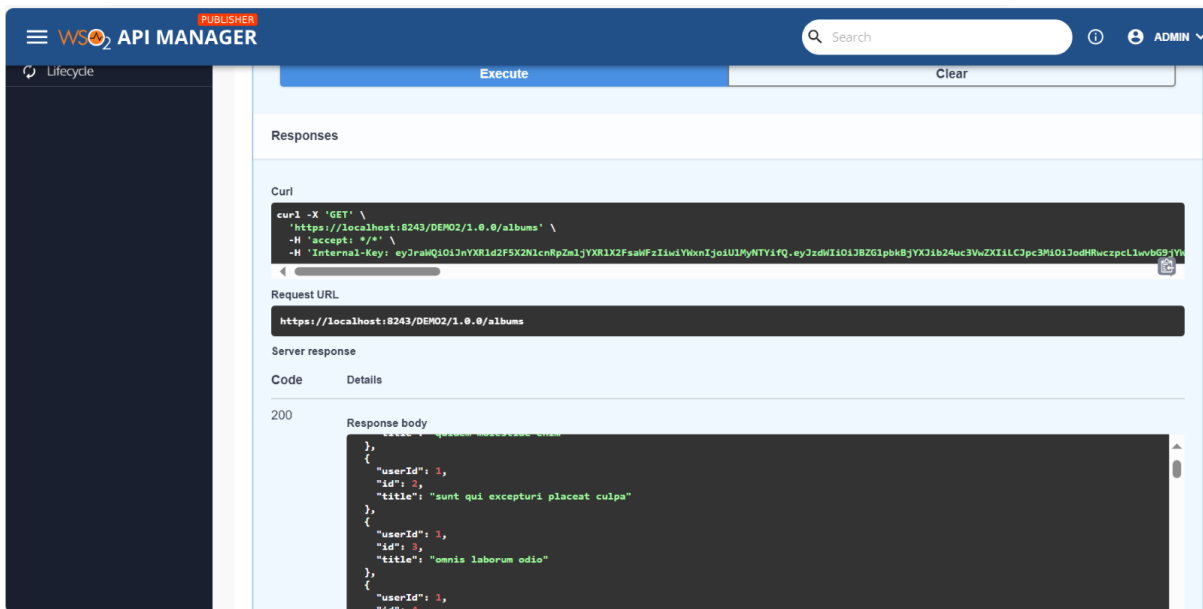 PUBLISHER
WSO2 API MANAGER
Search
ADMIN
Lifecycle
Execute
Clear
Responses
Curl
curl -X 'GET' \
'https://localhost:8243/DEMO2/1.0.0/albums' \
-H 'accept: */*' \
-H 'Internal-Key:
Request URL
https://localhost:8243/DEMO2/1.0.0/albums
Server response
Code
Details
200
Response body
},
{
"userId": 1,
"id": 2,
"title": "sunt qui excepturi placeat culpa"
},
{
"userId": 1,
"id": 3,
"title": "omnis laborum odio"
},
{
"userId": 1,